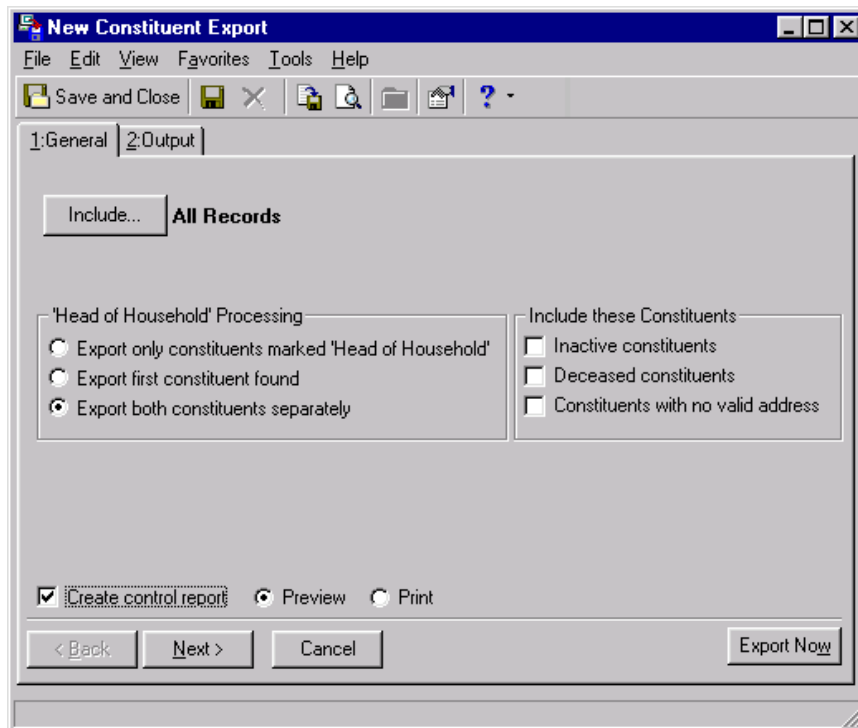 New Constituent Export
File Edit View Favorites Tools Help
Save and Close ?
1:General 2:Output
Include... All Records
'Head of Household' Processing
Export only constituents marked 'Head of Household'
Export first constituent found
Export both constituents separately
Include these Constituents
Inactive constituents
Deceased constituents
Constituents with no valid address
Create control report Preview Print
< Back Next > Cancel Export Now